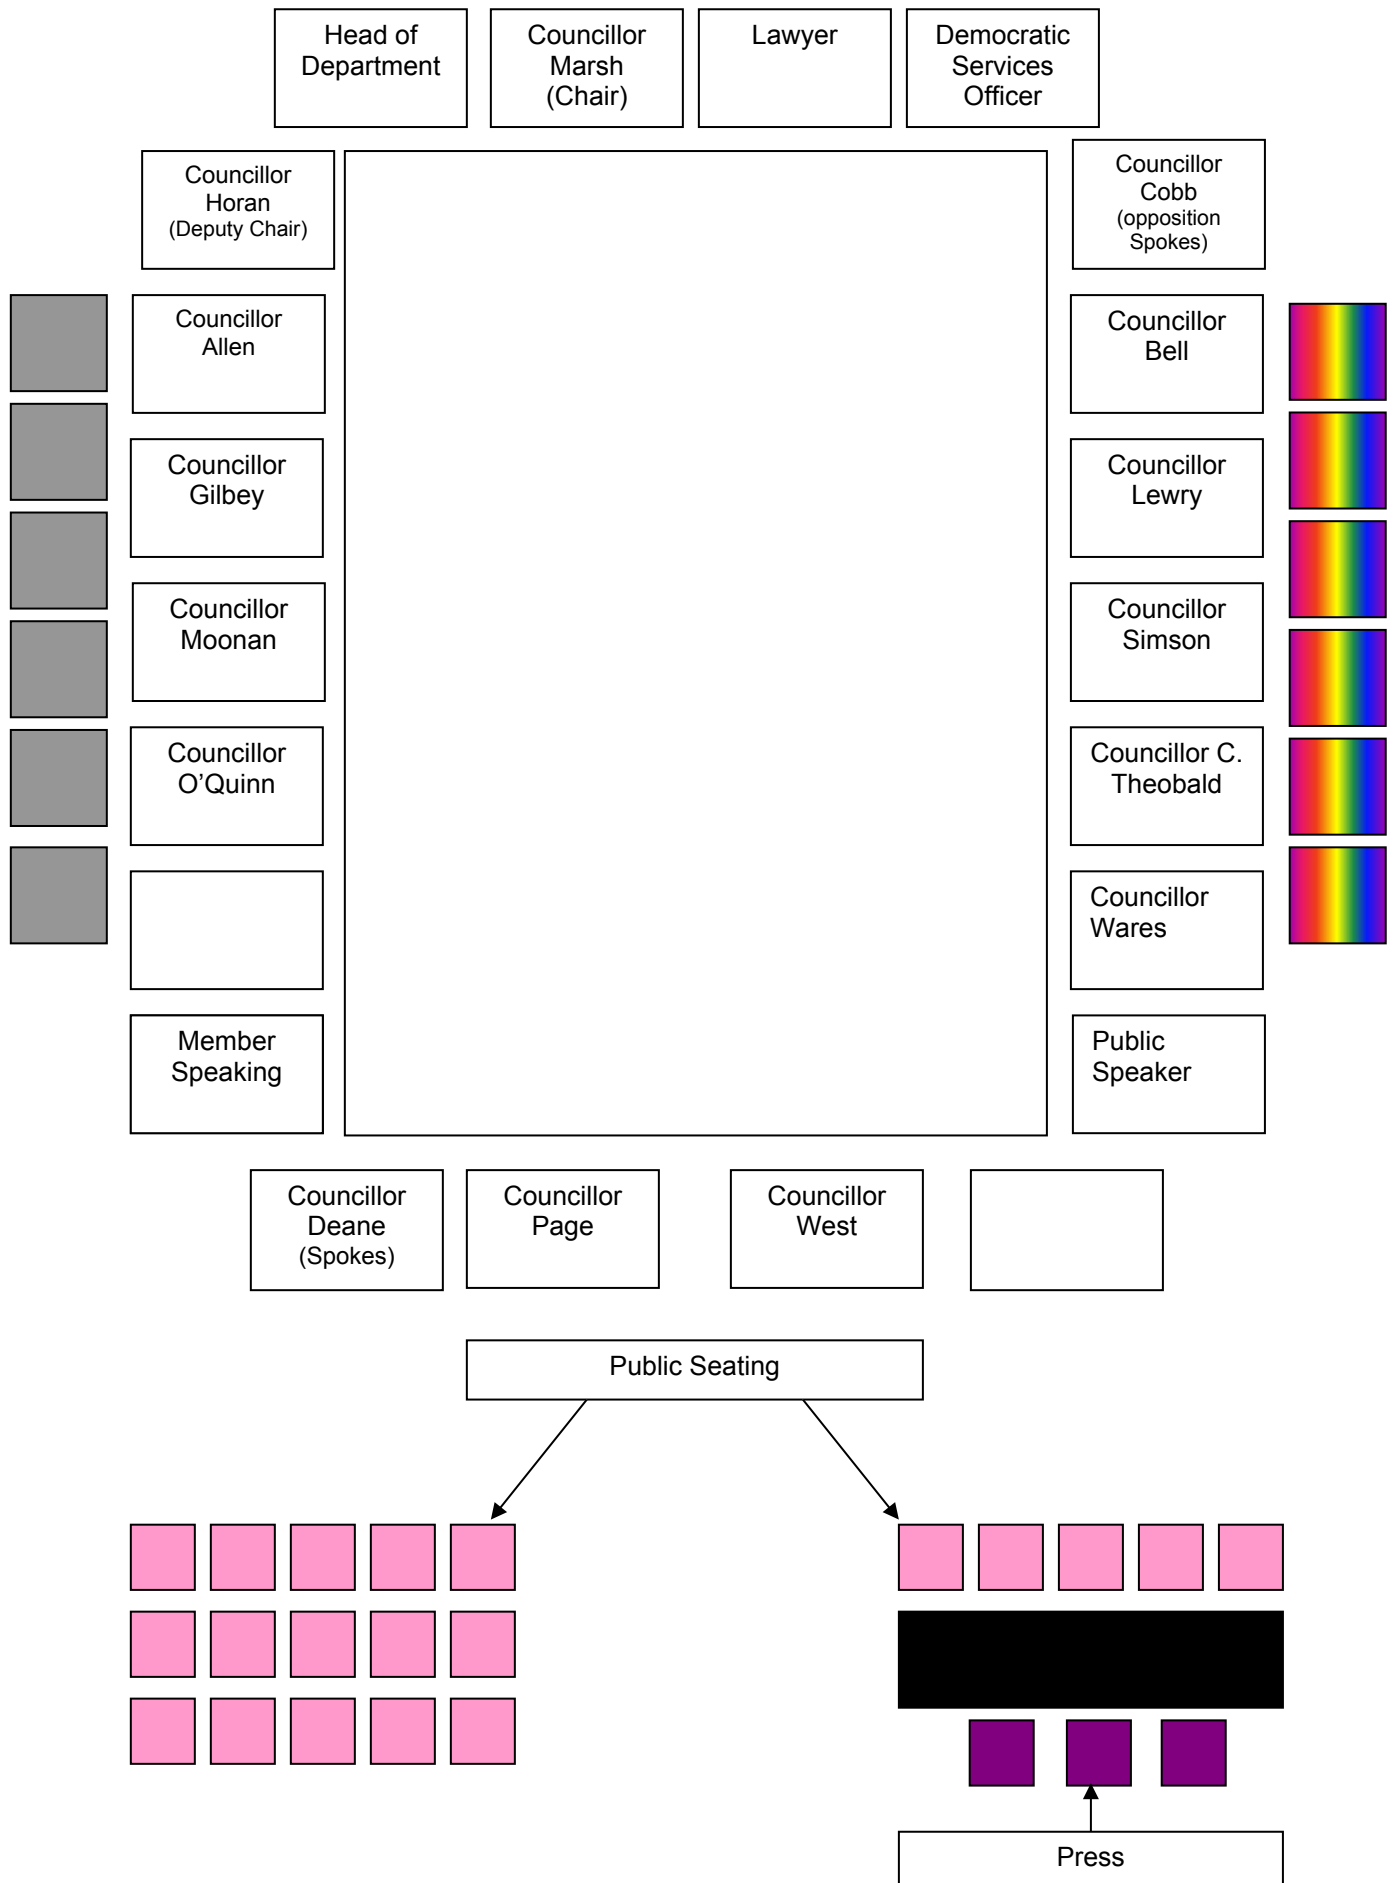 Head of
Department
Councillor
Marsh
(Chair)
Lawyer
Democratic
Services
Officer
Councillor
Horan
(Deputy Chair)
Councillor
Cobb
(opposition
Spokes)
Councillor
Allen
Councillor
Bell
Councillor
Gilbey
Councillor
Lewry
Councillor
Moonan
Councillor
Simson
Councillor
O’Quinn
Councillor C.
Theobald
Councillor
Wares
Member
Speaking
Public
Speaker
Councillor
Deane
(Spokes)
Councillor
Page
Councillor
West
Public Seating
Press